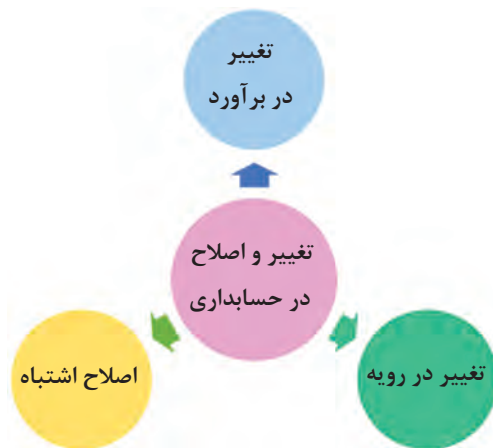 تغییر
در برآورد
تغییر و اصلاح
در حسابداری
تغییر در رویه
اصلاح اشتباه